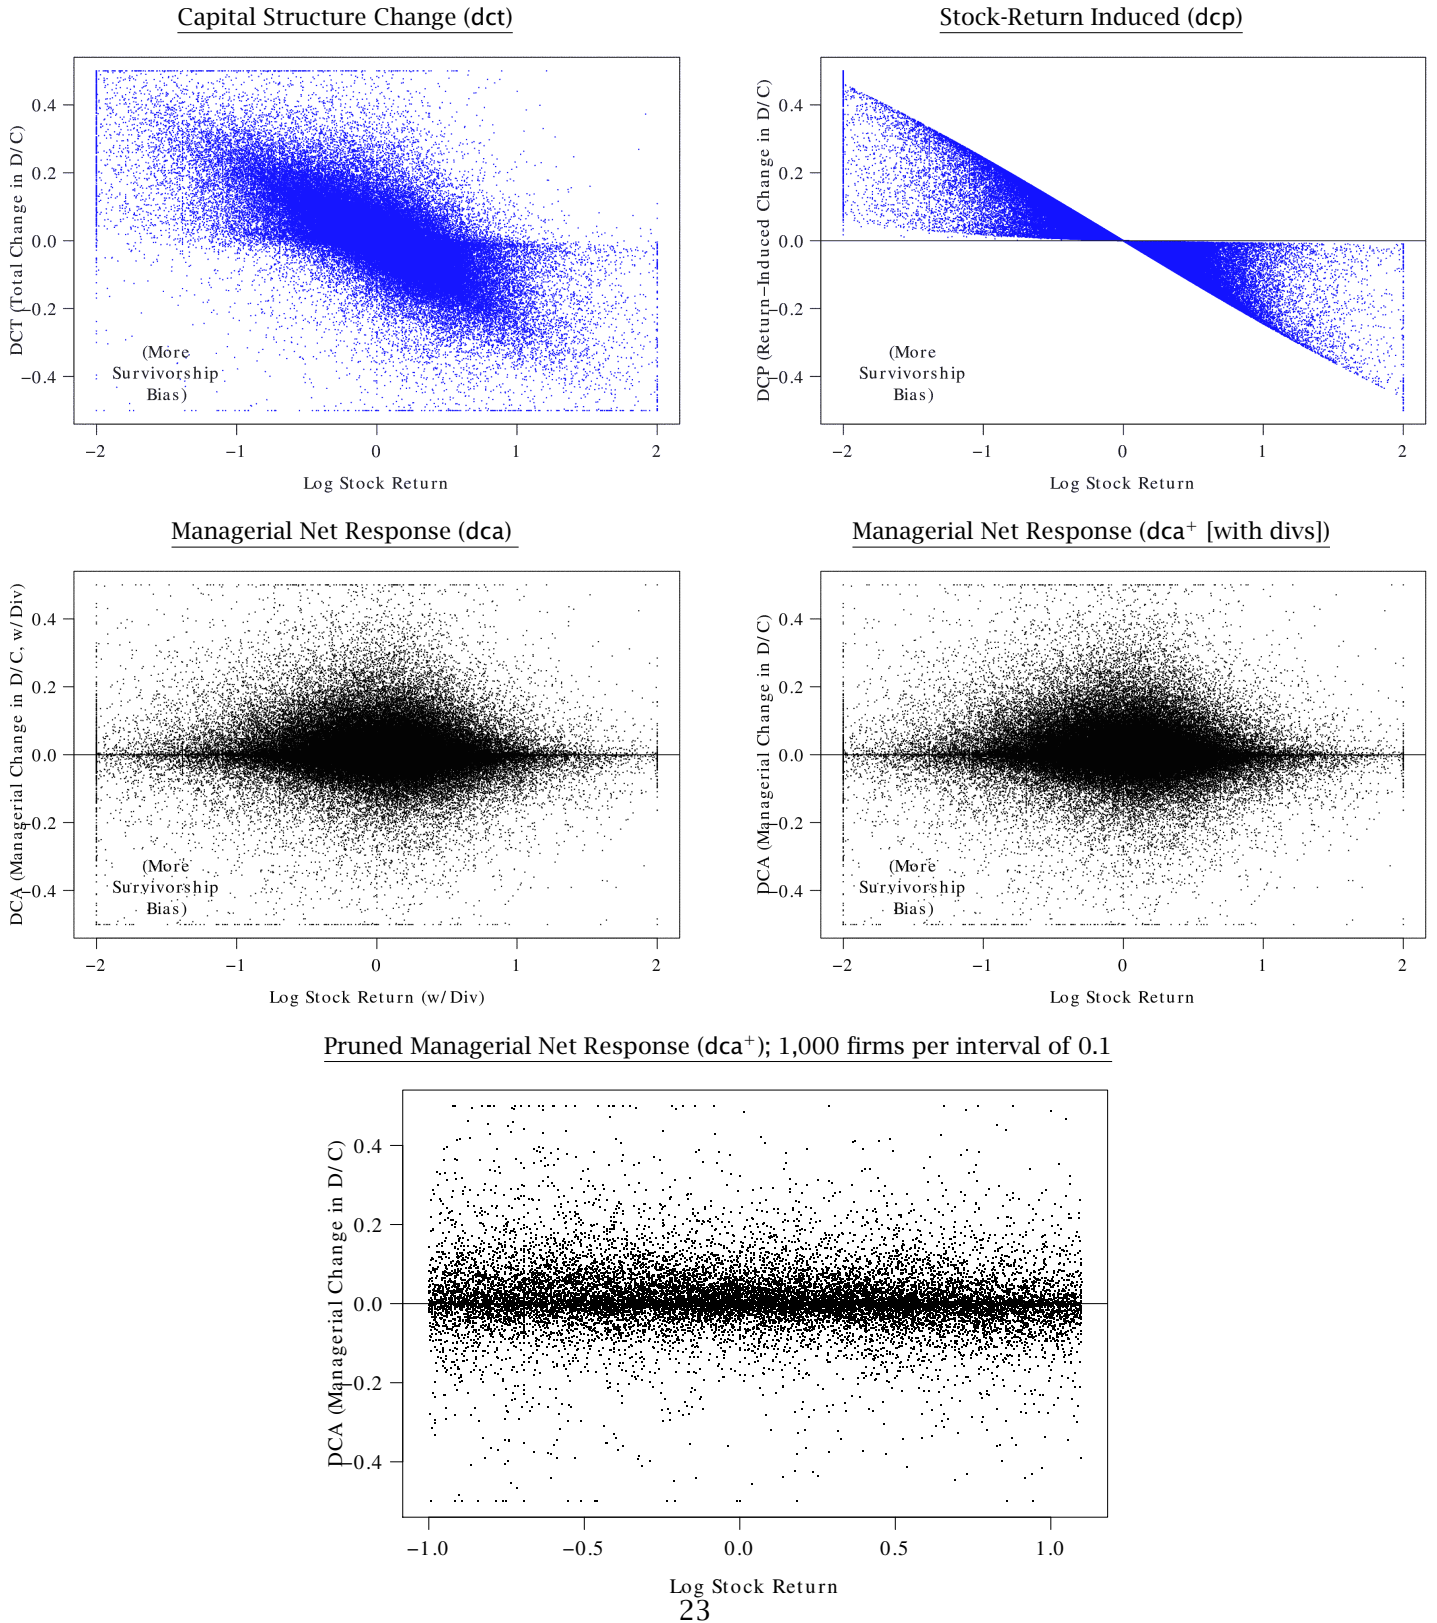 Capital Structure Change (dct)
DCT (Total Change in D/C)
0.4
0.2
0.0
−0.2
−0.4
(More
Survivorship
Bias)
−2 −1 0 1 2
Log Stock Return
Stock-Return Induced (dcp)
DCP (Return−Induced Change in D/C)
0.4
0.2
0.0
−0.2
−0.4
(More
Survivorship
Bias)
−2 −1 0 1 2
Log Stock Return
Managerial Net Response (dca)
DCA (Managerial Change in D/C, w/Div)
0.4
0.2
0.0
−0.2
−0.4
(More
Survivorship
Bias)
−2 −1 0 1 2
Log Stock Return (w/Div)
Managerial Net Response (dca⁺ [with divs])
DCA (Managerial Change in D/C)
0.4
0.2
0.0
−0.2
−0.4
(More
Survivorship
Bias)
−2 −1 0 1 2
Log Stock Return
Pruned Managerial Net Response (dca⁺); 1,000 firms per interval of 0.1
DCA (Managerial Change in D/C)
0.4
0.2
0.0
−0.2
−0.4
−1.0 −0.5 0.0 0.5 1.0
Log Stock Return
23